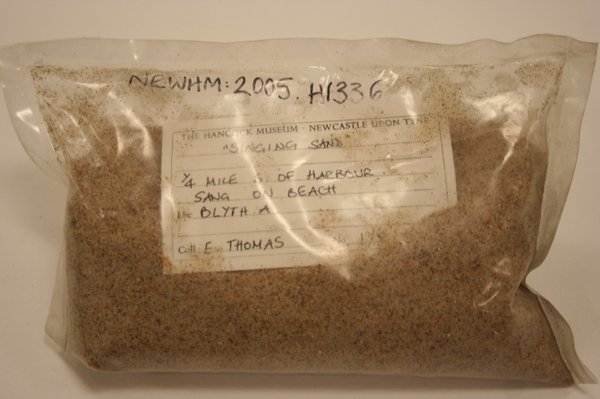 NEWHM: 2005. H1336
THE HANCOCK MUSEUM · NEWCASTLE UPON TYNE
"SINGING SAND"
1/4 MILE S. OF HARBOUR
SANG ON BEACH
Loc. BLYTH A
Coll. E. THOMAS